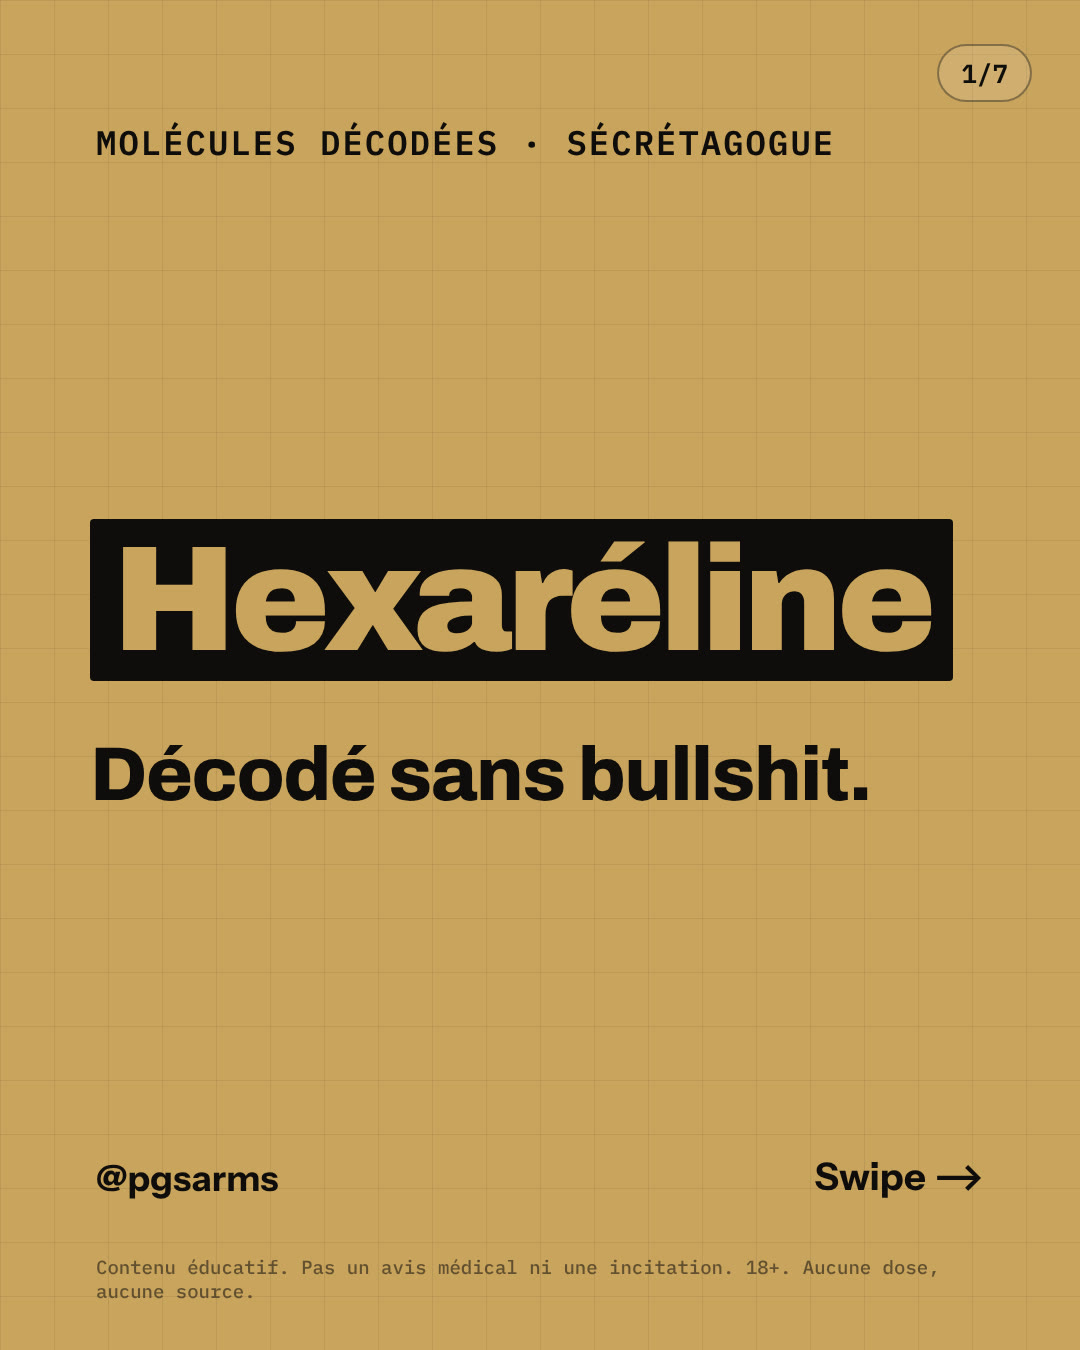 1/7
MOLÉCULES DÉCODÉES · SÉCRÉTAGOGUE
Hexaréline
Décodé sans bullshit.
@pgsarms
Swipe →
Contenu éducatif. Pas un avis médical ni une incitation. 18+. Aucune dose,
aucune source.